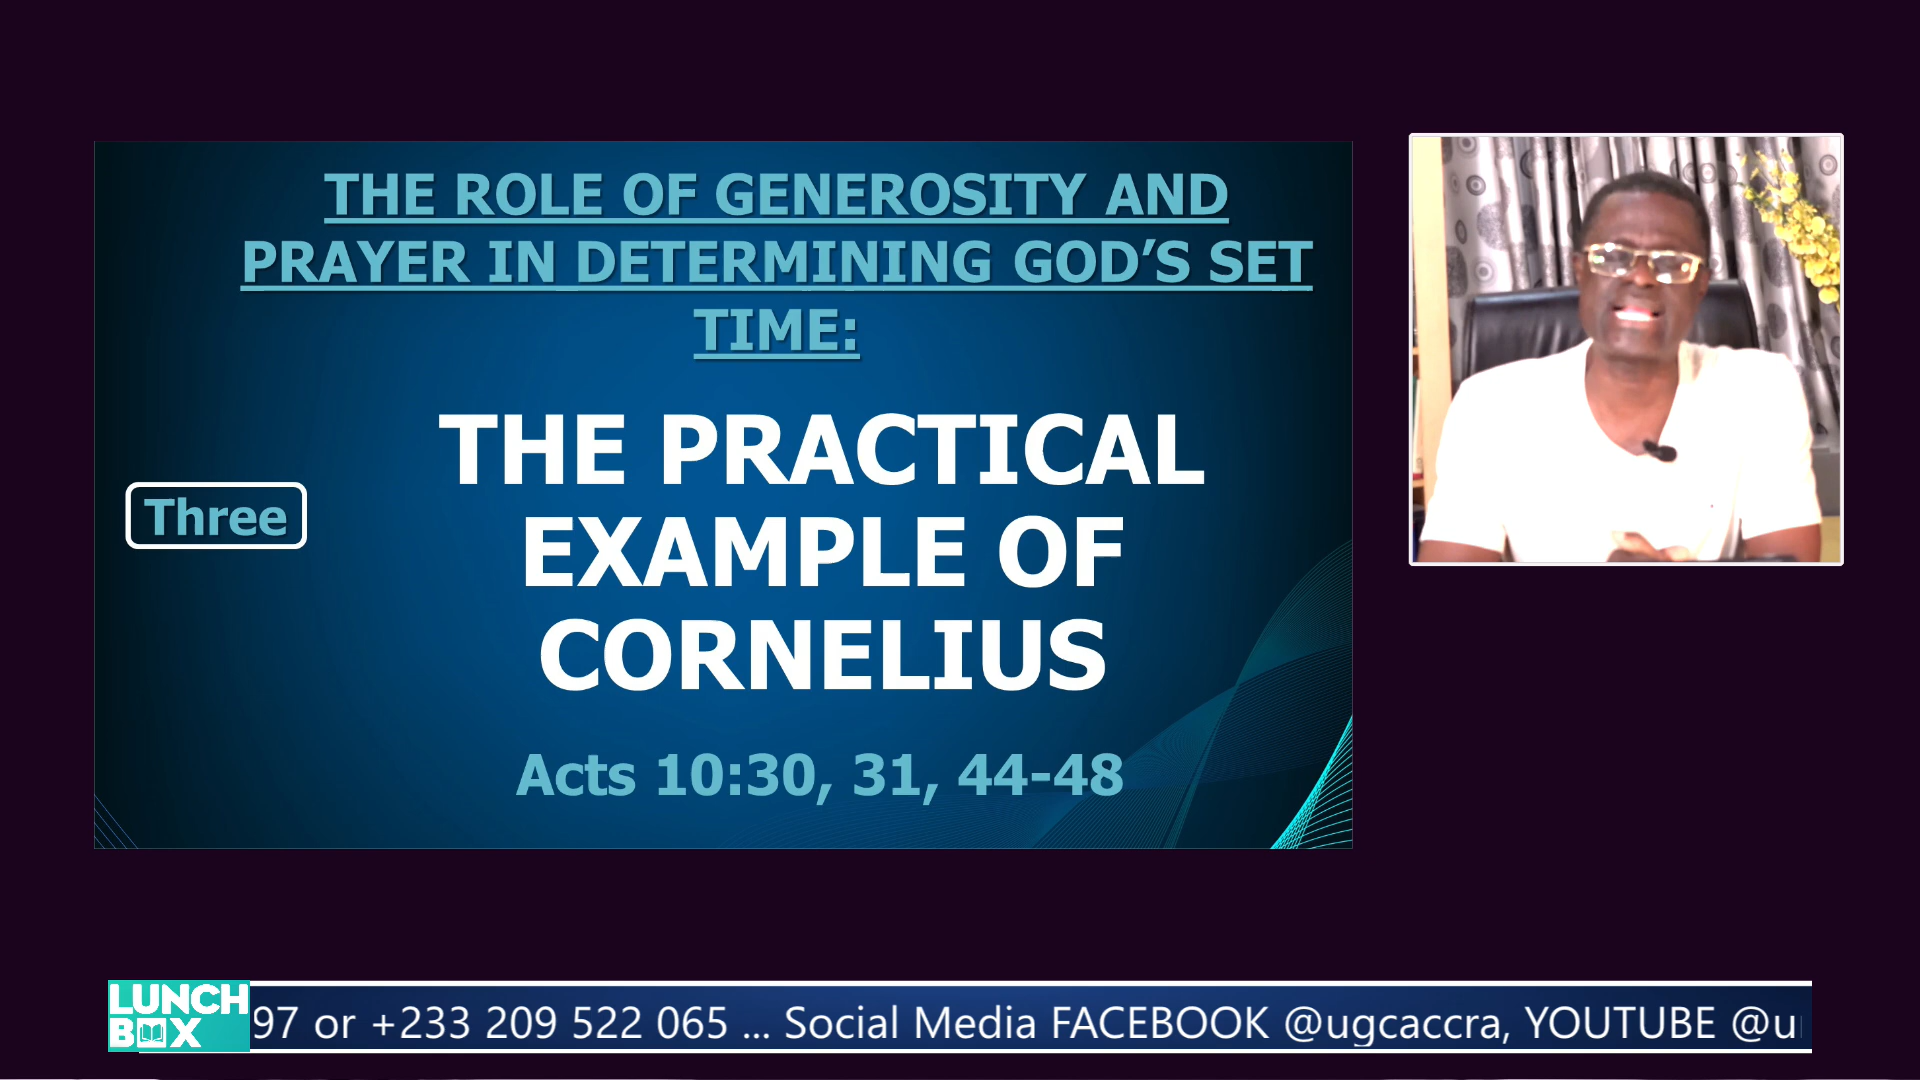 THE ROLE OF GENEROSITY AND
PRAYER IN DETERMINING GOD’S SET
TIME:
Three
THE PRACTICAL
EXAMPLE OF
CORNELIUS
Acts 10:30, 31, 44-48
LUNCH
BOX
97 or +233 209 522 065 ... Social Media FACEBOOK @ugcaccra, YOUTUBE